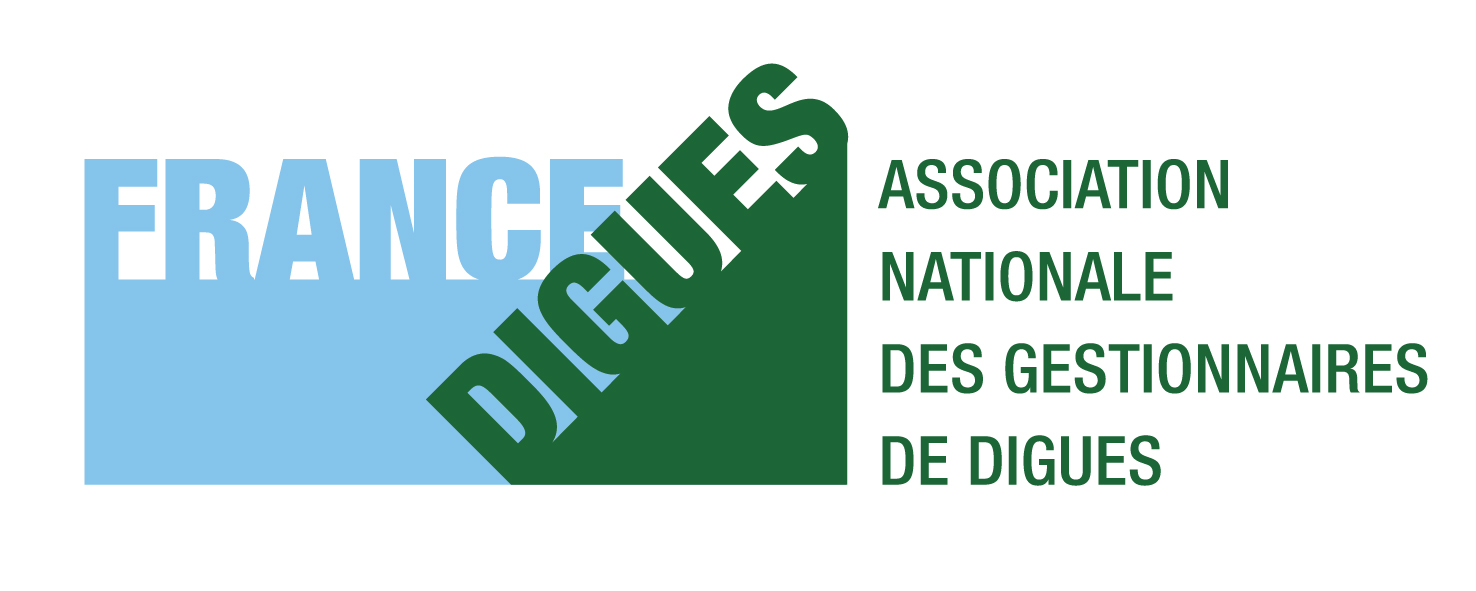 FRANCE
DIGUES
ASSOCIATION
NATIONALE
DES GESTIONNAIRES
DE DIGUES